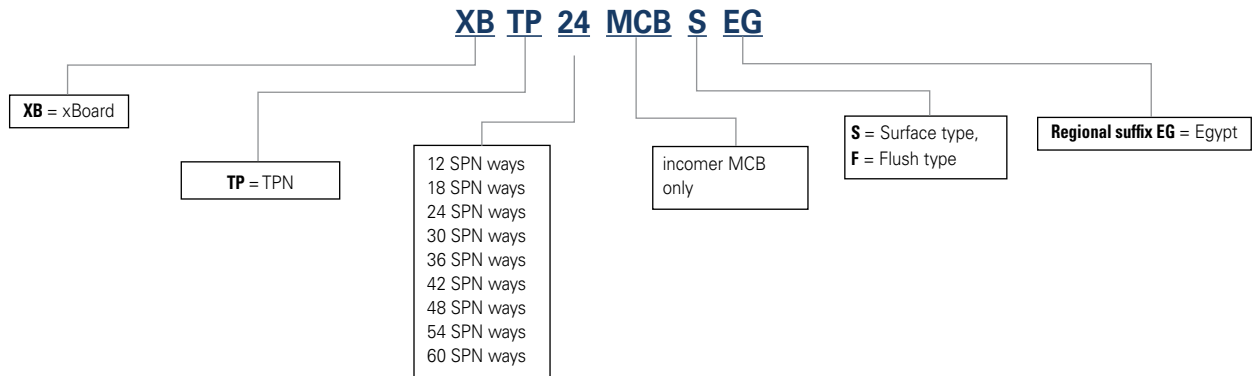 XB TP 24 MCB S EG
XB = xBoard
TP = TPN
12 SPN ways
18 SPN ways
24 SPN ways
30 SPN ways
36 SPN ways
42 SPN ways
48 SPN ways
54 SPN ways
60 SPN ways
incomer MCB
only
S = Surface type,
F = Flush type
Regional suffix EG = Egypt